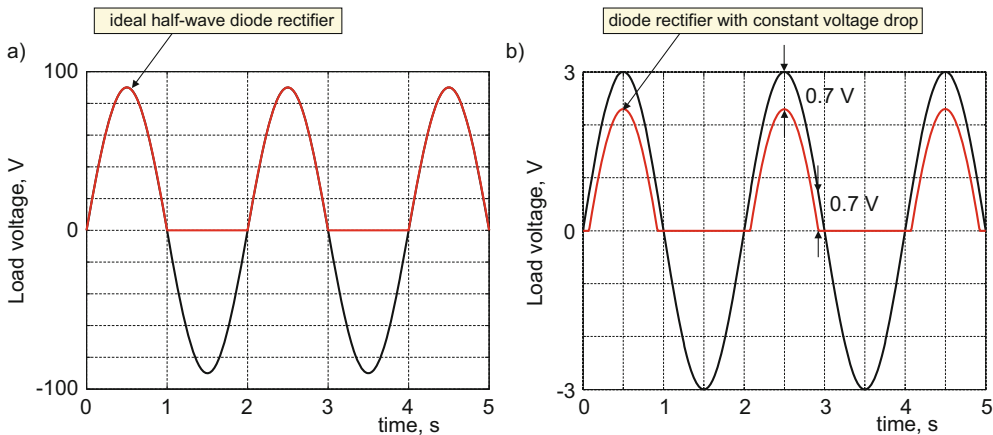 ideal half-wave diode rectifier
a)
100
0
-100
Load voltage, V
0 1 2 3 4 5
time, s
diode rectifier with constant voltage drop
b)
3
0.7 V
0.7 V
0
-3
Load voltage, V
0 1 2 3 4 5
time, s